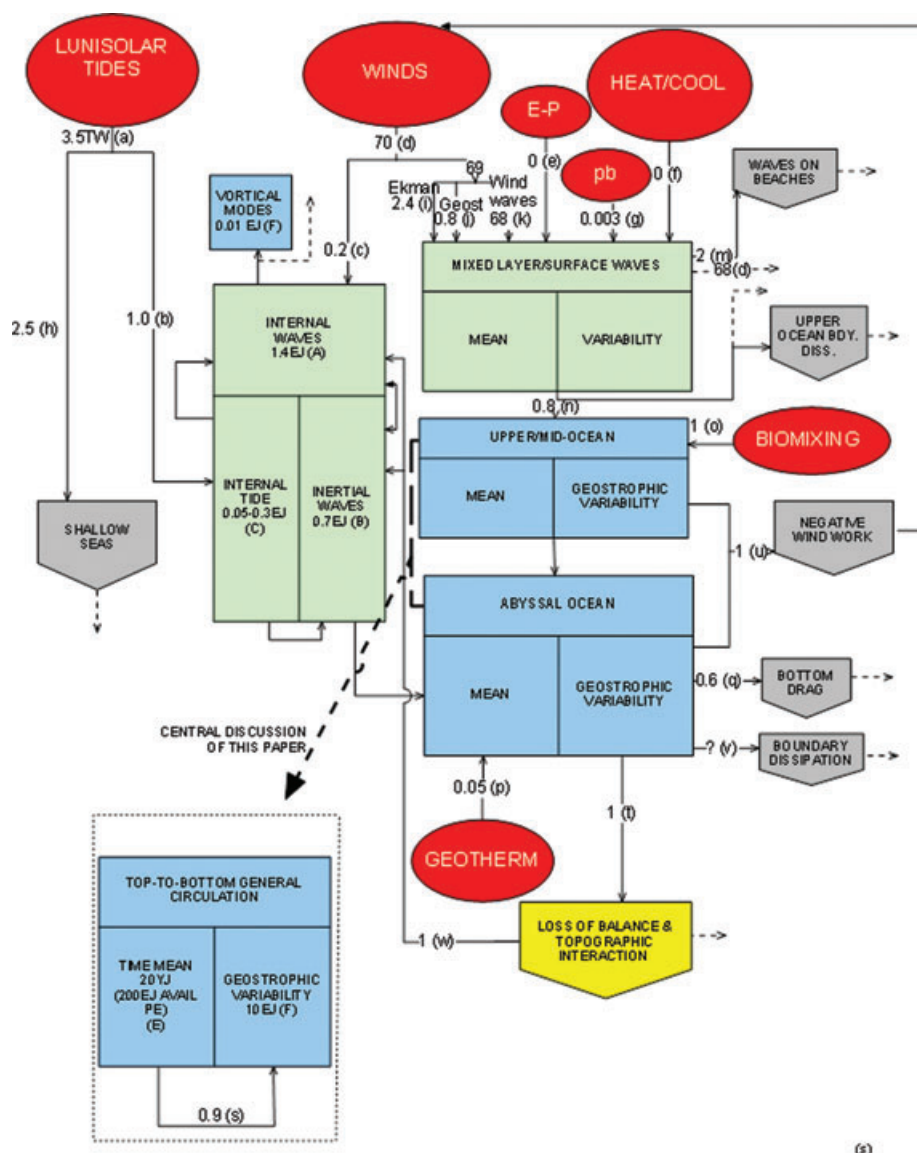 LUNISOLAR
TIDES
WINDS
HEAT/COOL
E-P
pb
3.5TW (a)
70 (d)
69
0 (e)
0 (f)
Ekman
2.4 (i)
Geost
0.8 (j)
Wind
waves
68 (k)
0.003 (g)
WAVES ON
BEACHES
VORTICAL
MODES
0.01 EJ (F)
0.2 (c)
MIXED LAYER/SURFACE WAVES
2 (m)
68(d)
MEAN
VARIABILITY
2.5 (h)
1.0 (b)
INTERNAL
WAVES
1.4EJ (A)
UPPER
OCEAN BDY.
DISS.
0.8 (n)
UPPER/MID-OCEAN
1 (o)
BIOMIXING
INTERNAL
TIDE
0.05-0.3EJ
(C)
INERTIAL
WAVES
0.7EJ (B)
MEAN
GEOSTROPHIC
VARIABILITY
SHALLOW
SEAS
NEGATIVE
WIND WORK
1 (u)
ABYSSAL OCEAN
MEAN
GEOSTROPHIC
VARIABILITY
0.6 (q)
BOTTOM
DRAG
? (v)
BOUNDARY
DISSIPATION
CENTRAL DISCUSSION
OF THIS PAPER
0.05 (p)
1 (t)
GEOTHERM
TOP-TO-BOTTOM GENERAL
CIRCULATION
LOSS OF BALANCE &
TOPOGRAPHIC
INTERACTION
1 (w)
TIME MEAN
20YJ
(200EJ AVAIL
PE)
(E)
GEOSTROPHIC
VARIABILITY
10EJ (F)
0.9 (s)
(s)